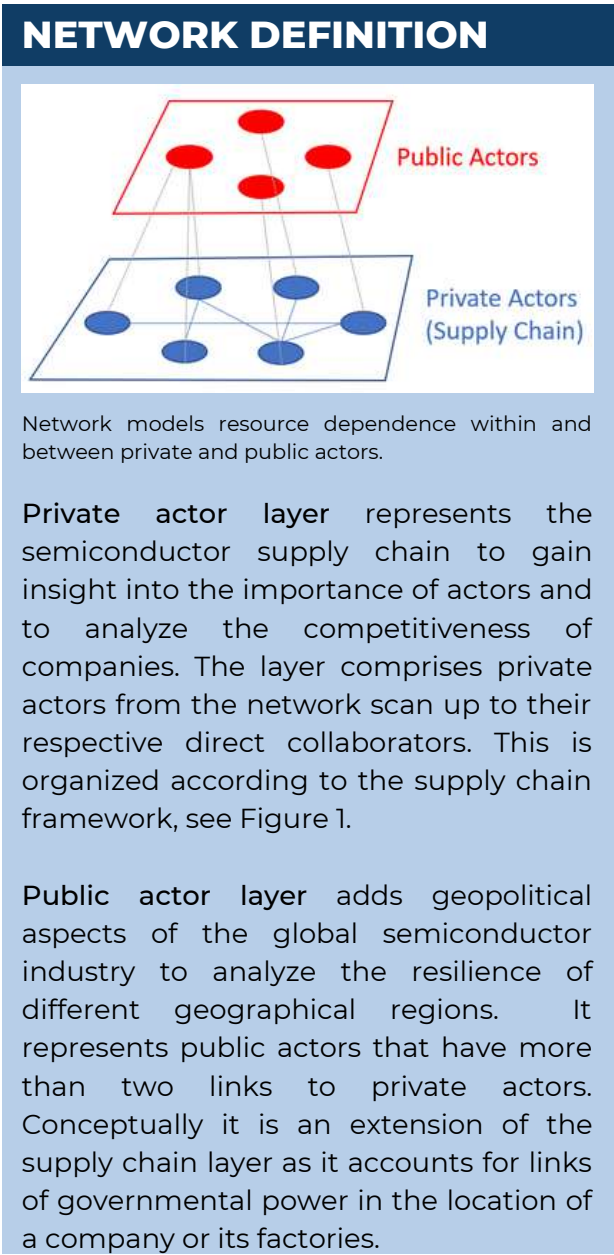 NETWORK DEFINITION
Public Actors
Private Actors
(Supply Chain)
Network models resource dependence within and
between private and public actors.
Private actor layer represents the
semiconductor supply chain to gain
insight into the importance of actors and
to analyze the competitiveness of
companies. The layer comprises private
actors from the network scan up to their
respective direct collaborators. This is
organized according to the supply chain
framework, see Figure 1.
Public actor layer adds geopolitical
aspects of the global semiconductor
industry to analyze the resilience of
different geographical regions. It
represents public actors that have more
than two links to private actors.
Conceptually it is an extension of the
supply chain layer as it accounts for links
of governmental power in the location of
a company or its factories.